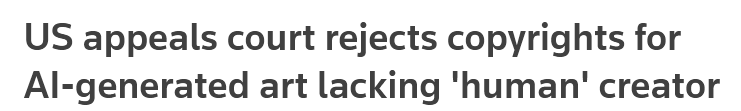 US appeals court rejects copyrights for
AI-generated art lacking 'human' creator